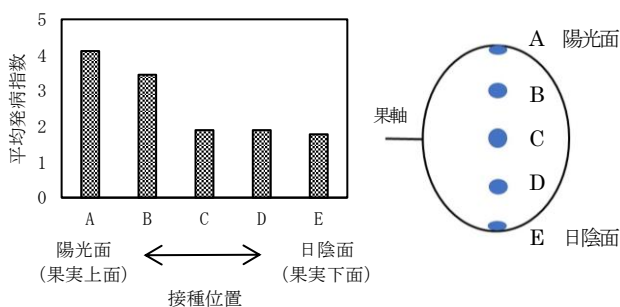 5
4
3
2
1
0
平均発病指数
A B C D E
陽光面 日陰面
(果実上面) (果実下面)
接種位置
果軸
A 陽光面
B
C
D
E 日陰面